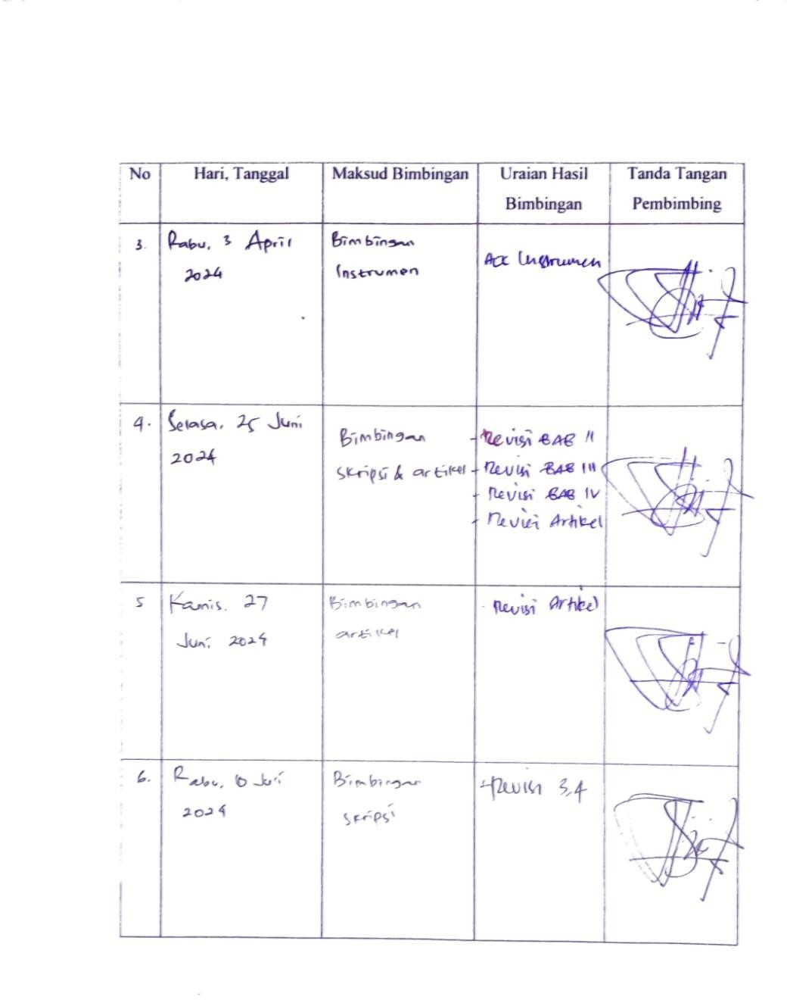 No
Hari, Tanggal
Maksud Bimbingan
Uraian Hasil
Bimbingan
Tanda Tangan
Pembimbing
3.
Rabu, 3 April
2024
Bimbingan
Instrumen
Acc Instrumen
4.
Selasa, 25 Juni
2024
Bimbingan
skripsi & artikel
- Revisi BAB II
- Revisi BAB III
- Revisi BAB IV
- Revisi Artikel
5
Kamis, 27
Juni 2024
Bimbingan
artikel
- Revisi Artikel
6.
Rabu, 10 Juli
2024
Bimbingan
skripsi
- Revisi 3,4